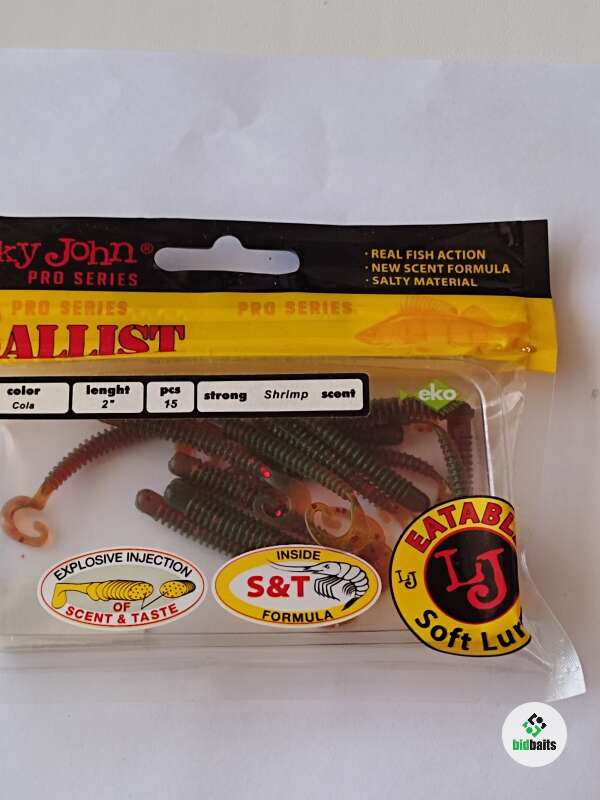 ky John®
PRO SERIES
· REAL FISH ACTION
· NEW SCENT FORMULA
· SALTY MATERIAL
PRO SERIES PRO SERIES
ALLIST
color
Cola
lenght
2"
pcs
15
strong Shrimp scent
eko
EXPLOSIVE INJECTION
OF
SCENT & TASTE
INSIDE
S&T
FORMULA
EATABL
LJ
LJ
Soft Lur
bidbaits